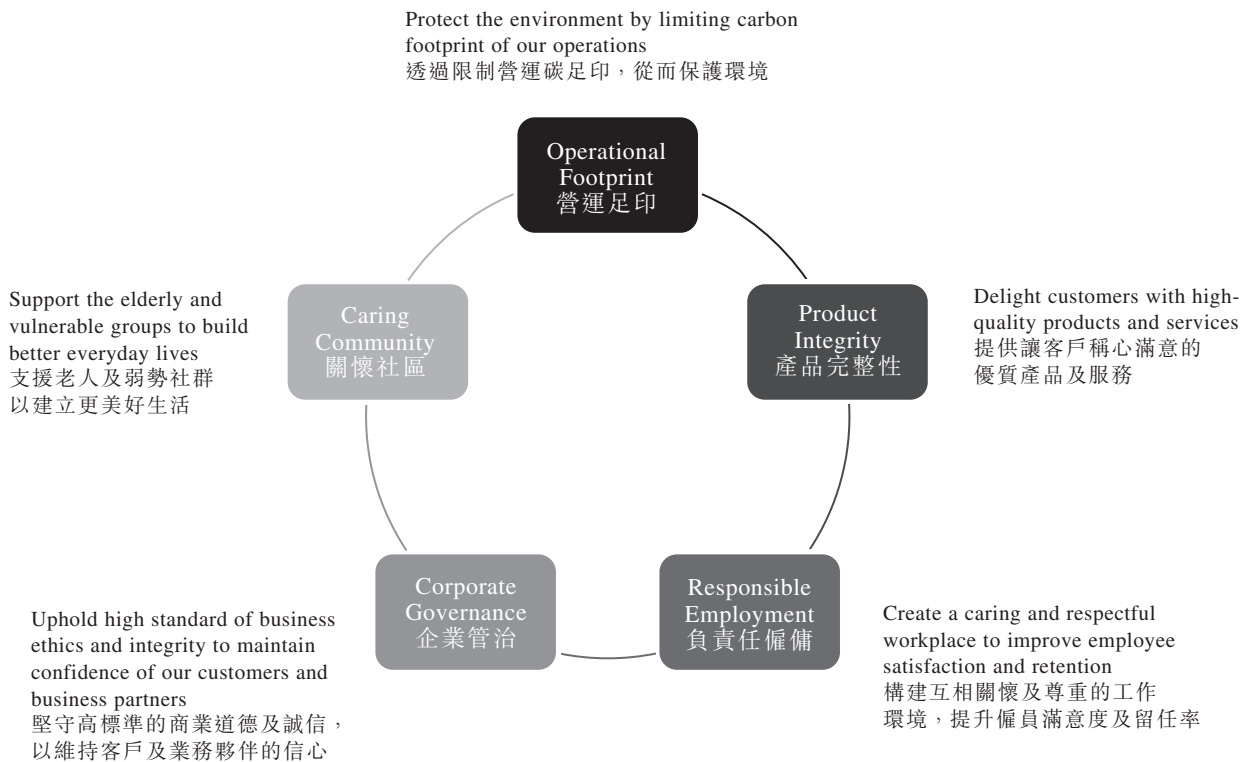 Protect the environment by limiting carbon
footprint of our operations
透過限制營運碳足印，從而保護環境
Operational
Footprint
營運足印
Support the elderly and
vulnerable groups to build
better everyday lives
支援老人及弱勢社群
以建立更美好生活
Caring
Community
關懷社區
Product
Integrity
產品完整性
Delight customers with high-
quality products and services
提供讓客戶稱心滿意的
優質產品及服務
Uphold high standard of business
ethics and integrity to maintain
confidence of our customers and
business partners
堅守高標準的商業道德及誠信，
以維持客戶及業務夥伴的信心
Corporate
Governance
企業管治
Responsible
Employment
負責任僱傭
Create a caring and respectful
workplace to improve employee
satisfaction and retention
構建互相關懷及尊重的工作
環境，提升僱員滿意度及留任率